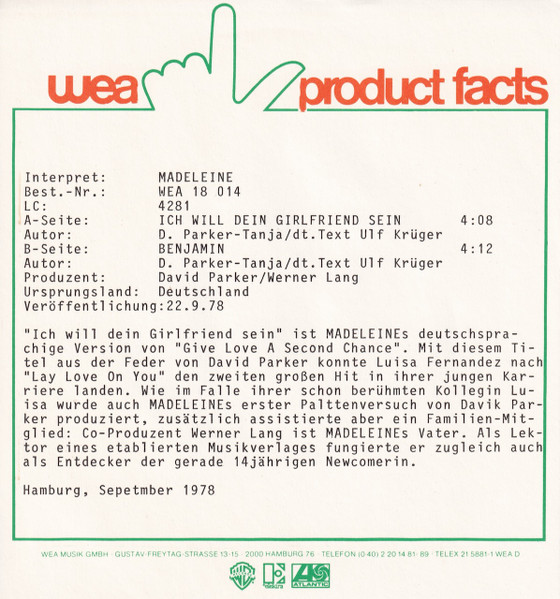 wea product facts
Interpret: MADELEINE
Best.-Nr.: WEA 18 014
LC: 4281
A-Seite: ICH WILL DEIN GIRLFRIEND SEIN 4:08
Autor: D. Parker-Tanja/dt.Text Ulf Krüger
B-Seite: BENJAMIN 4:12
Autor: D. Parker-Tanja/dt.Text Ulf Krüger
Produzent: David Parker/Werner Lang
Ursprungsland: Deutschland
Veröffentlichung:22.9.78
"Ich will dein Girlfriend sein" ist MADELEINEs deutschspra-
chige Version von "Give Love A Second Chance". Mit diesem Ti-
tel aus der Feder von David Parker konnte Luisa Fernandez nach
"Lay Love On You" den zweiten großen Hit in ihrer jungen Kar-
riere landen. Wie im Falle ihrer schon berühmten Kollegin Lu-
isa wurde auch MADELEINEs erster Palttenversuch von Davik Par-
ker produziert, zusätzlich assistierte aber ein Familien-Mit-
glied: Co-Produzent Werner Lang ist MADELEINEs Vater. Als Lek-
tor eines etablierten Musikverlages fungierte er zugleich auch
als Entdecker der gerade 14jährigen Newcomerin.
Hamburg, Sepetmber 1978
WEA MUSIK GMBH · GUSTAV-FREYTAG-STRASSE 13-15 · 2000 HAMBURG 76 · TELEFON (0 40) 2 20 14 81- 89 · TELEX 21 5881-1 WEA D
ATLANTIC